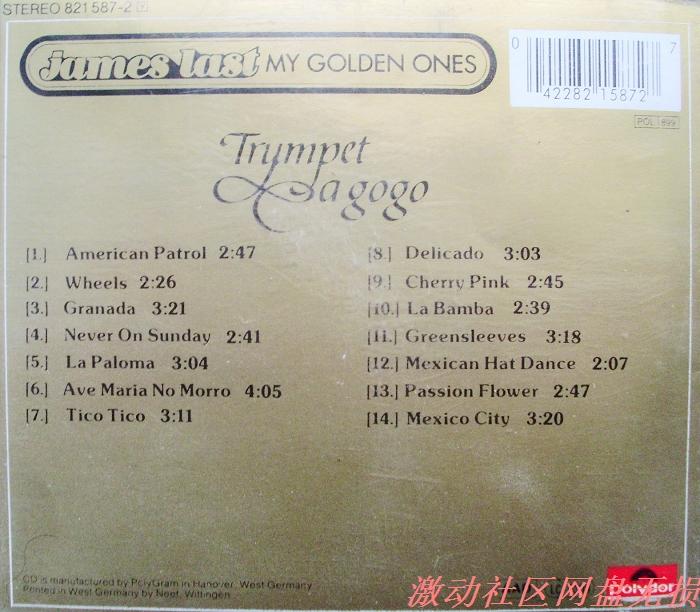 STEREO 821 587-2
james last MY GOLDEN ONES
0 42282 15872 7
POL 899
Trumpet
a gogo
[1.] American Patrol 2:47
[2.] Wheels 2:26
[3.] Granada 3:21
[4.] Never On Sunday 2:41
[5.] La Paloma 3:04
[6.] Ave Maria No Morro 4:05
[7.] Tico Tico 3:11
[8.] Delicado 3:03
[9.] Cherry Pink 2:45
[10.] La Bamba 2:39
[11.] Greensleeves 3:18
[12.] Mexican Hat Dance 2:07
[13.] Passion Flower 2:47
[14.] Mexico City 3:20
CD is manufactured by PolyGram in Hanover, West Germany
Printed in West Germany by Neef, Wittingen
polydor
激动社区网盘无恨